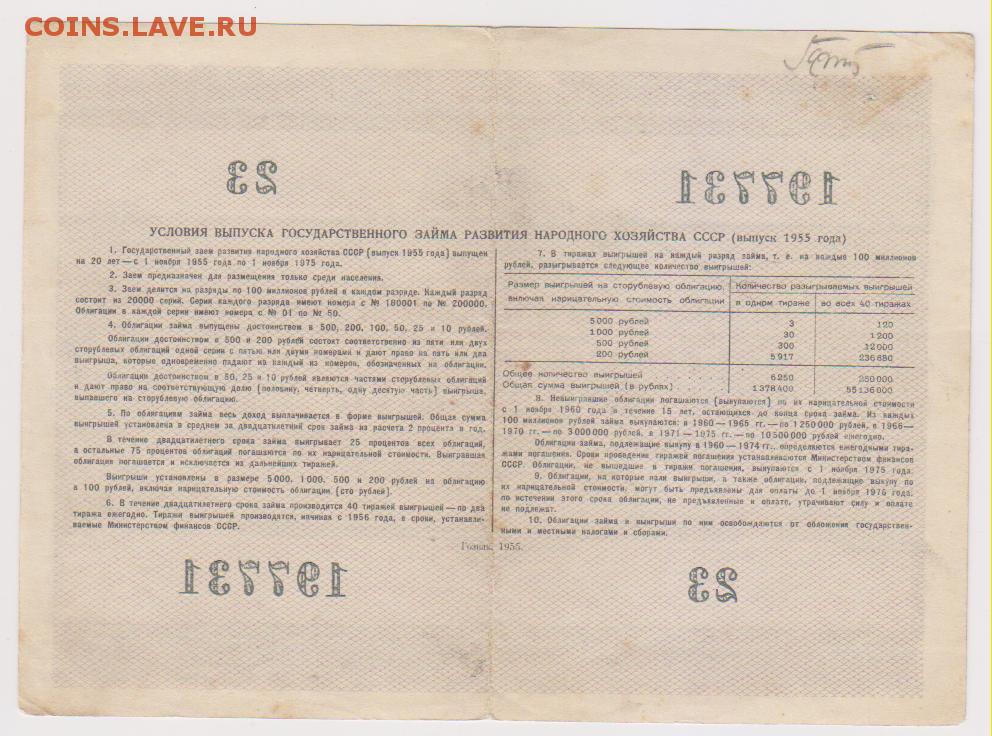 COINS.LAVE.RU
23
197731
УСЛОВИЯ ВЫПУСКА ГОСУДАРСТВЕННОГО ЗАЙМА РАЗВИТИЯ НАРОДНОГО ХОЗЯЙСТВА СССР (выпуск 1955 года)
1. Государственный заем развития народного хозяйства СССР (выпуск 1955 года) выпущен
на 20 лет — с 1 ноября 1955 года по 1 ноября 1975 года.
2. Заем предназначен для размещения только среди населения.
3. Заем делится на разряды по 100 миллионов рублей в каждом разряде. Каждый разряд
состоит из 20000 серий. Серии каждого разряда имеют номера с № 180001 по № 200000.
Облигации в каждой серии имеют номера с № 01 по № 50.
4. Облигации займа выпущены достоинством в 500, 200, 100, 50, 25 и 10 рублей.
Облигации достоинством в 500 и 200 рублей состоят соответственно из пяти или двух
сторублевых облигаций одной серии с пятью или двумя номерами и дают право на пять или два
выигрыша, которые одновременно падают на каждый из номеров, обозначенных на облигации.
Облигации достоинством в 50, 25 и 10 рублей являются частями сторублевых облигаций
и дают право на соответствующую долю (половину, четверть, одну десятую часть) выигрыша,
выпавшего на сторублевую облигацию.
5. По облигациям займа весь доход выплачивается в форме выигрышей. Общая сумма
выигрышей установлена в среднем за двадцатилетний срок займа из расчета 2 процента в год.
В течение двадцатилетнего срока займа выигрывает 25 процентов всех облигаций,
а остальные 75 процентов облигаций погашаются по их нарицательной стоимости. Выигравшая
облигация погашается и исключается из дальнейших тиражей.
Выигрыши установлены в размере 5000, 1000, 500 и 200 рублей на облигацию
в 100 рублей, включая нарицательную стоимость облигации (сто рублей).
6. В течение двадцатилетнего срока займа производится 40 тиражей выигрышей — по два
тиража ежегодно. Тиражи выигрышей производятся, начиная с 1956 года, в сроки, устанавли-
ваемые Министерством финансов СССР.
7. В тиражах выигрышей на каждый разряд займа, т. е. на каждые 100 миллионов
рублей, разыгрывается следующее количество выигрышей:
Размер выигрышей на сторублевую облигацию, включая нарицательную стоимость облигации
Количество разыгрываемых выигрышей
в одном тираже во всех 40 тиражах
5000 рублей 3 120
1000 рублей 30 1200
500 рублей 300 12000
200 рублей 5917 236680
Общее количество выигрышей 6250 250000
Общая сумма выигрышей (в рублях) 1378400 55136000
8. Невыигравшие облигации погашаются (выкупаются) по их нарицательной стоимости
с 1 ноября 1960 года в течение 15 лет, остающихся до конца срока займа. Из каждых
100 миллионов рублей займа выкупаются: в 1960—1965 гг.—по 1250000 рублей, в 1966—
1970 гг.—по 3000000 рублей, в 1971—1975 гг.—по 10500000 рублей ежегодно.
Облигации займа, подлежащие выкупу в 1960—1974 гг., определяются ежегодными тира-
жами погашения. Сроки проведения тиражей погашения устанавливаются Министерством финансов
СССР. Облигации, не вышедшие в тиражи погашения, выкупаются с 1 ноября 1975 года.
9. Облигации, на которые пали выигрыши, а также облигации, подлежащие выкупу по
их нарицательной стоимости, могут быть предъявлены для оплаты до 1 ноября 1976 года.
по истечении этого срока облигации, не предъявленные к оплате, утрачивают силу и оплате
не подлежат.
10. Облигации займа и выигрыши по ним освобождаются от обложения государствен-
ными и местными налогами и сборами.
Гознак. 1955.
197731
23